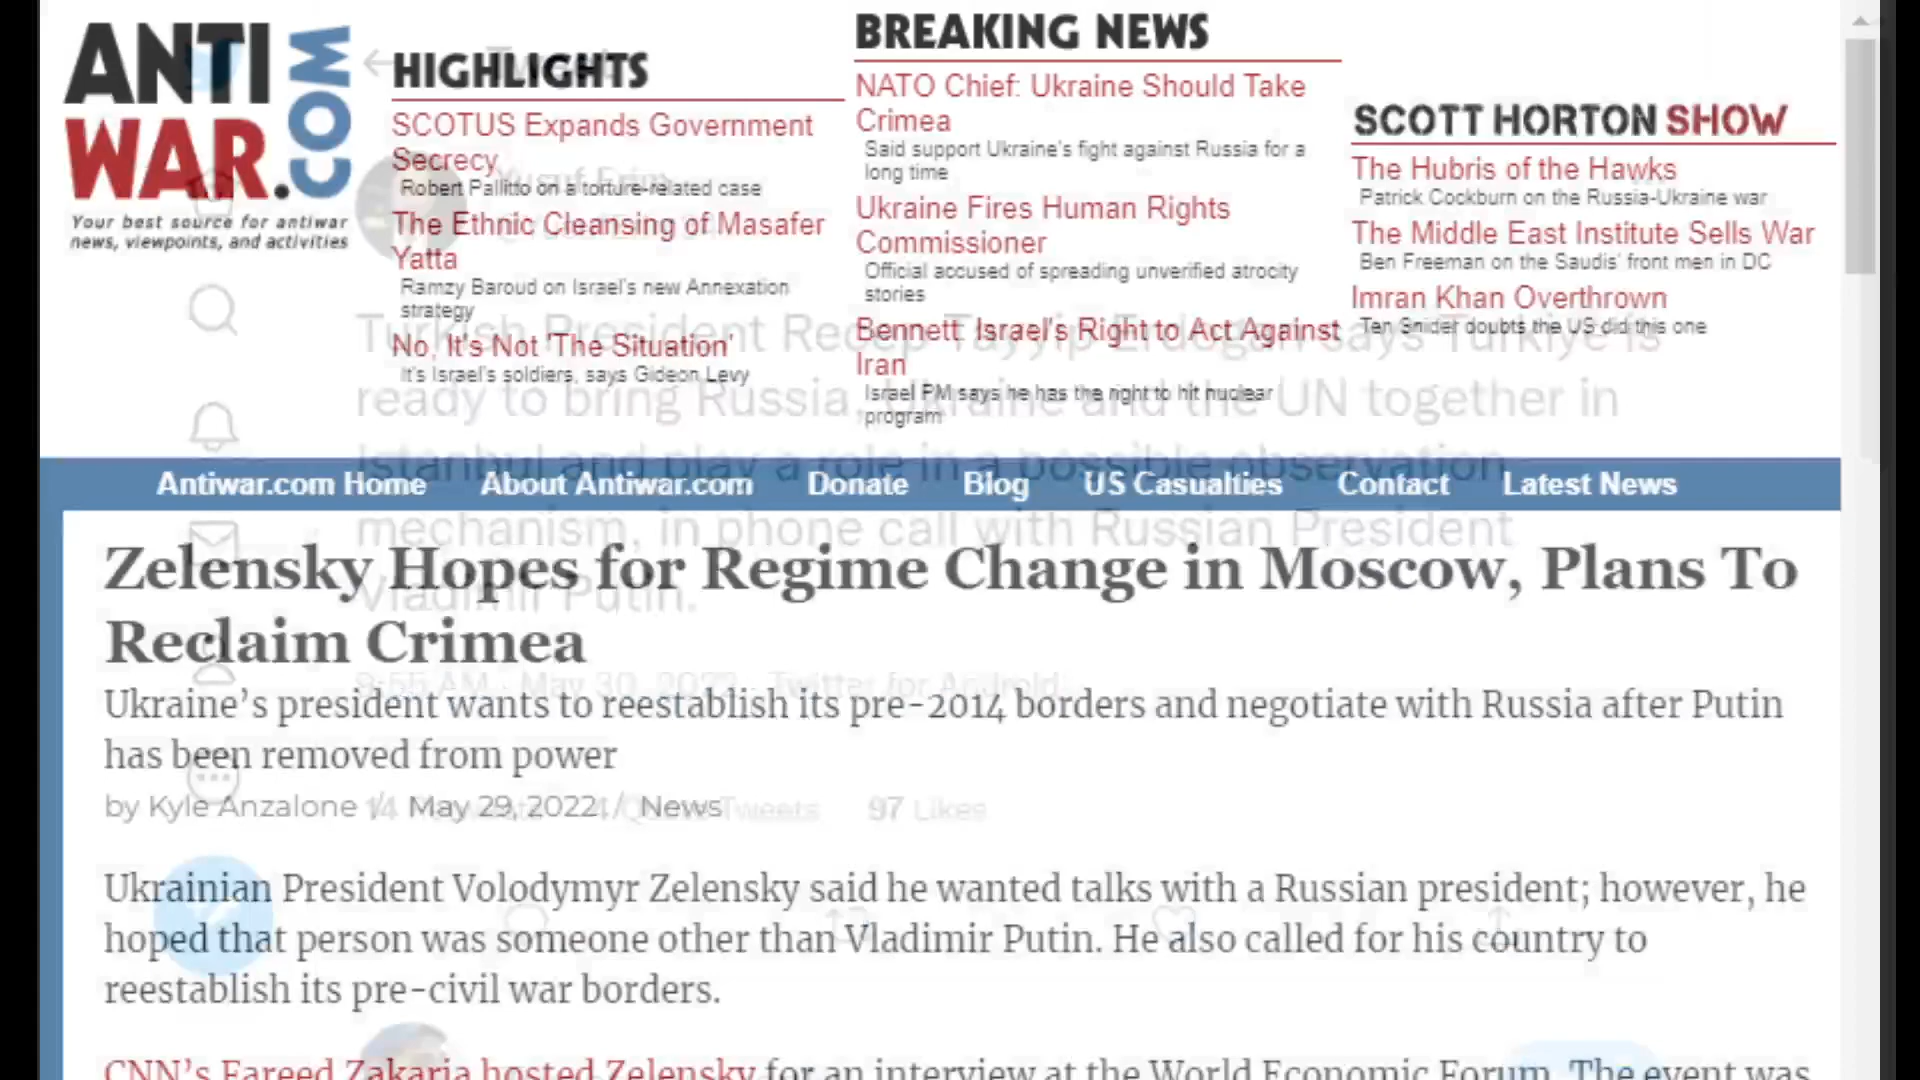 ANTI
WAR.COM
Your best source for antiwar
news, viewpoints, and activities
HIGHLIGHTS
SCOTUS Expands Government
Secrecy
Robert Pallitto on a torture-related case
The Ethnic Cleansing of Masafer
Yatta
Ramzy Baroud on Israel's new Annexation
strategy
No, It's Not 'The Situation'
It's Israel's soldiers, says Gideon Levy
BREAKING NEWS
NATO Chief: Ukraine Should Take
Crimea
Said support Ukraine's fight against Russia for a
long time
Ukraine Fires Human Rights
Commissioner
Official accused of spreading unverified atrocity
stories
Bennett: Israel's Right to Act Against
Iran
Israel PM says he has the right to hit nuclear
program
SCOTT HORTON SHOW
The Hubris of the Hawks
Patrick Cockburn on the Russia-Ukraine war
The Middle East Institute Sells War
Ben Freeman on the Saudis' front men in DC
Imran Khan Overthrown
Ten Snider doubts the US did this one
Antiwar.com Home About Antiwar.com Donate Blog US Casualties Contact Latest News
Zelensky Hopes for Regime Change in Moscow, Plans To
Reclaim Crimea
Ukraine's president wants to reestablish its pre-2014 borders and negotiate with Russia after Putin
has been removed from power
by Kyle Anzalone / May 29, 2022 / News
Ukrainian President Volodymyr Zelensky said he wanted talks with a Russian president; however, he
hoped that person was someone other than Vladimir Putin. He also called for his country to
reestablish its pre-civil war borders.
CNN's Fareed Zakaria hosted Zelensky for an interview at the World Economic Forum. The event was
Tweet
Yusuf Erim
Turkish President Recep Tayyip Erdogan says Turkiye is
ready to bring Russia, Ukraine and the UN together in
Istanbul and play a role in a possible observation
mechanism, in phone call with Russian President
Vladimir Putin.
9:55 AM · May 30, 2022 · Twitter for Android
14 Retweets 4 Quote Tweets 97 Likes